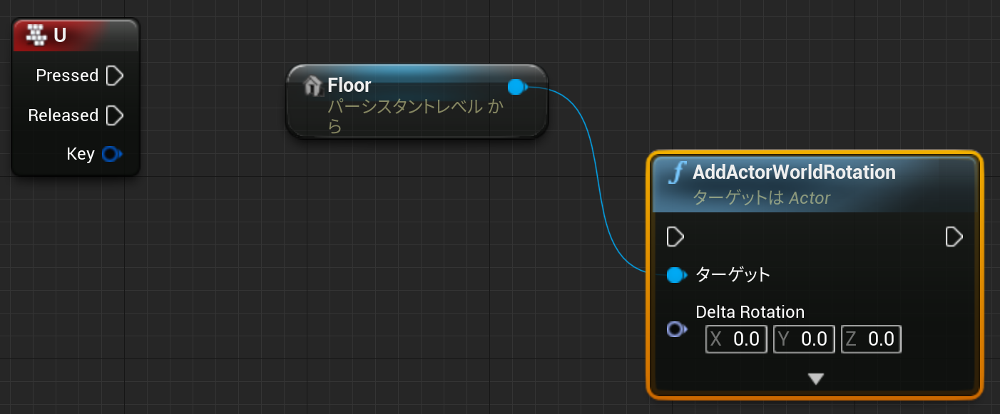 U
Pressed
Released
Key
Floor
パーシスタントレベル か
ら
AddActorWorldRotation
ターゲットは Actor
ターゲット
Delta Rotation
X 0.0 Y 0.0 Z 0.0